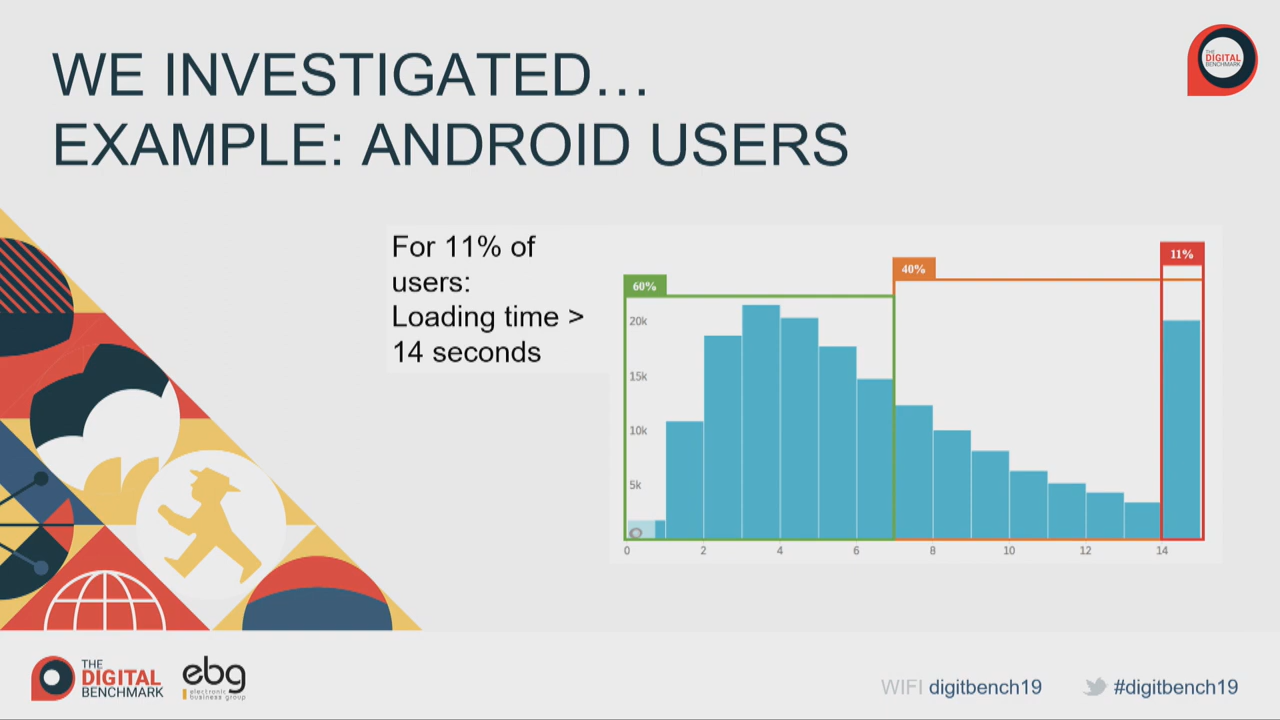 WE INVESTIGATED...
EXAMPLE: ANDROID USERS
THE
DIGITAL
BENCHMARK
For 11% of
users:
Loading time >
14 seconds
60%
40%
11%
20k
15k
10k
5k
0 2 4 6 8 10 12 14
THE
DIGITAL
BENCHMARK
ebg
electronic
business group
WIFI digitbench19
#digitbench19